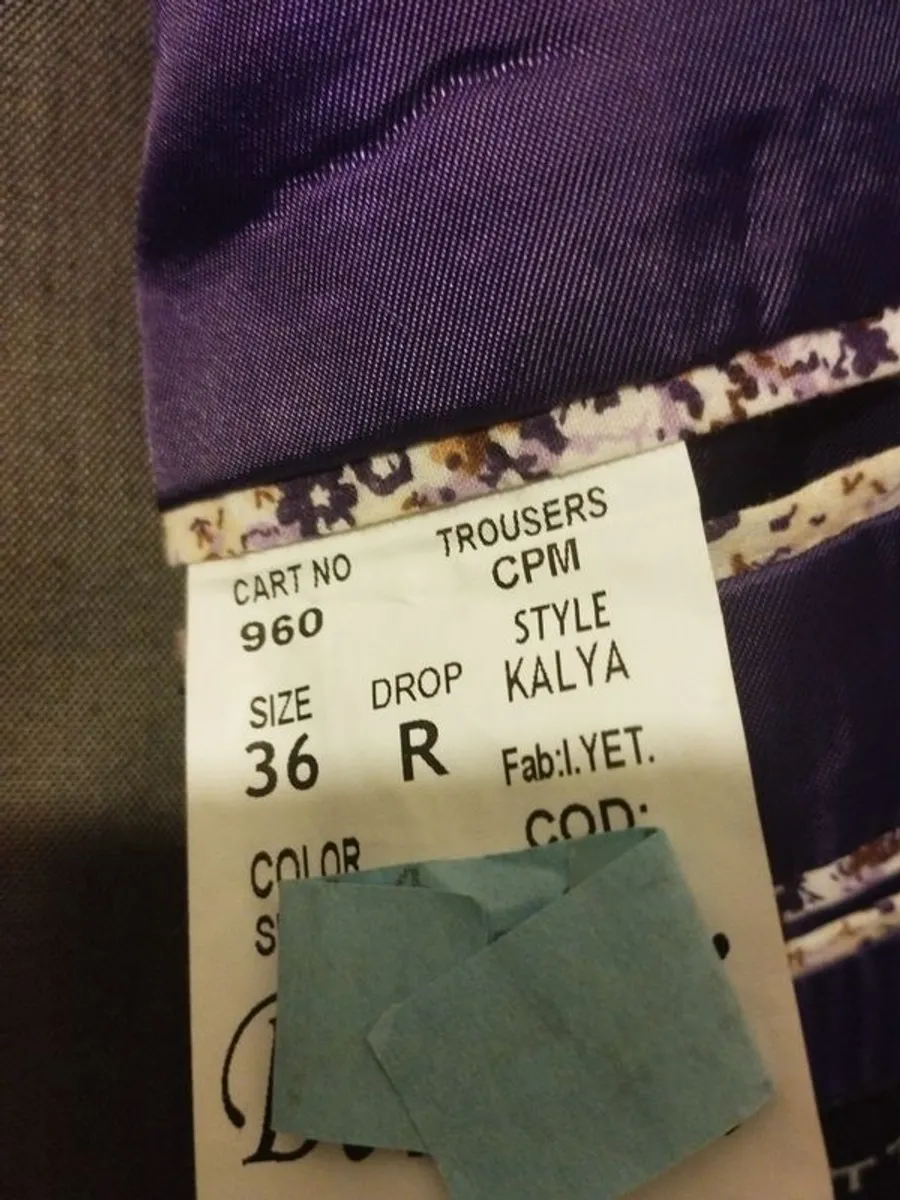 CART NO TROUSERS
960 CPM
STYLE
SIZE DROP KALYA
36 R Fab:I.YET.
COLOR COD: